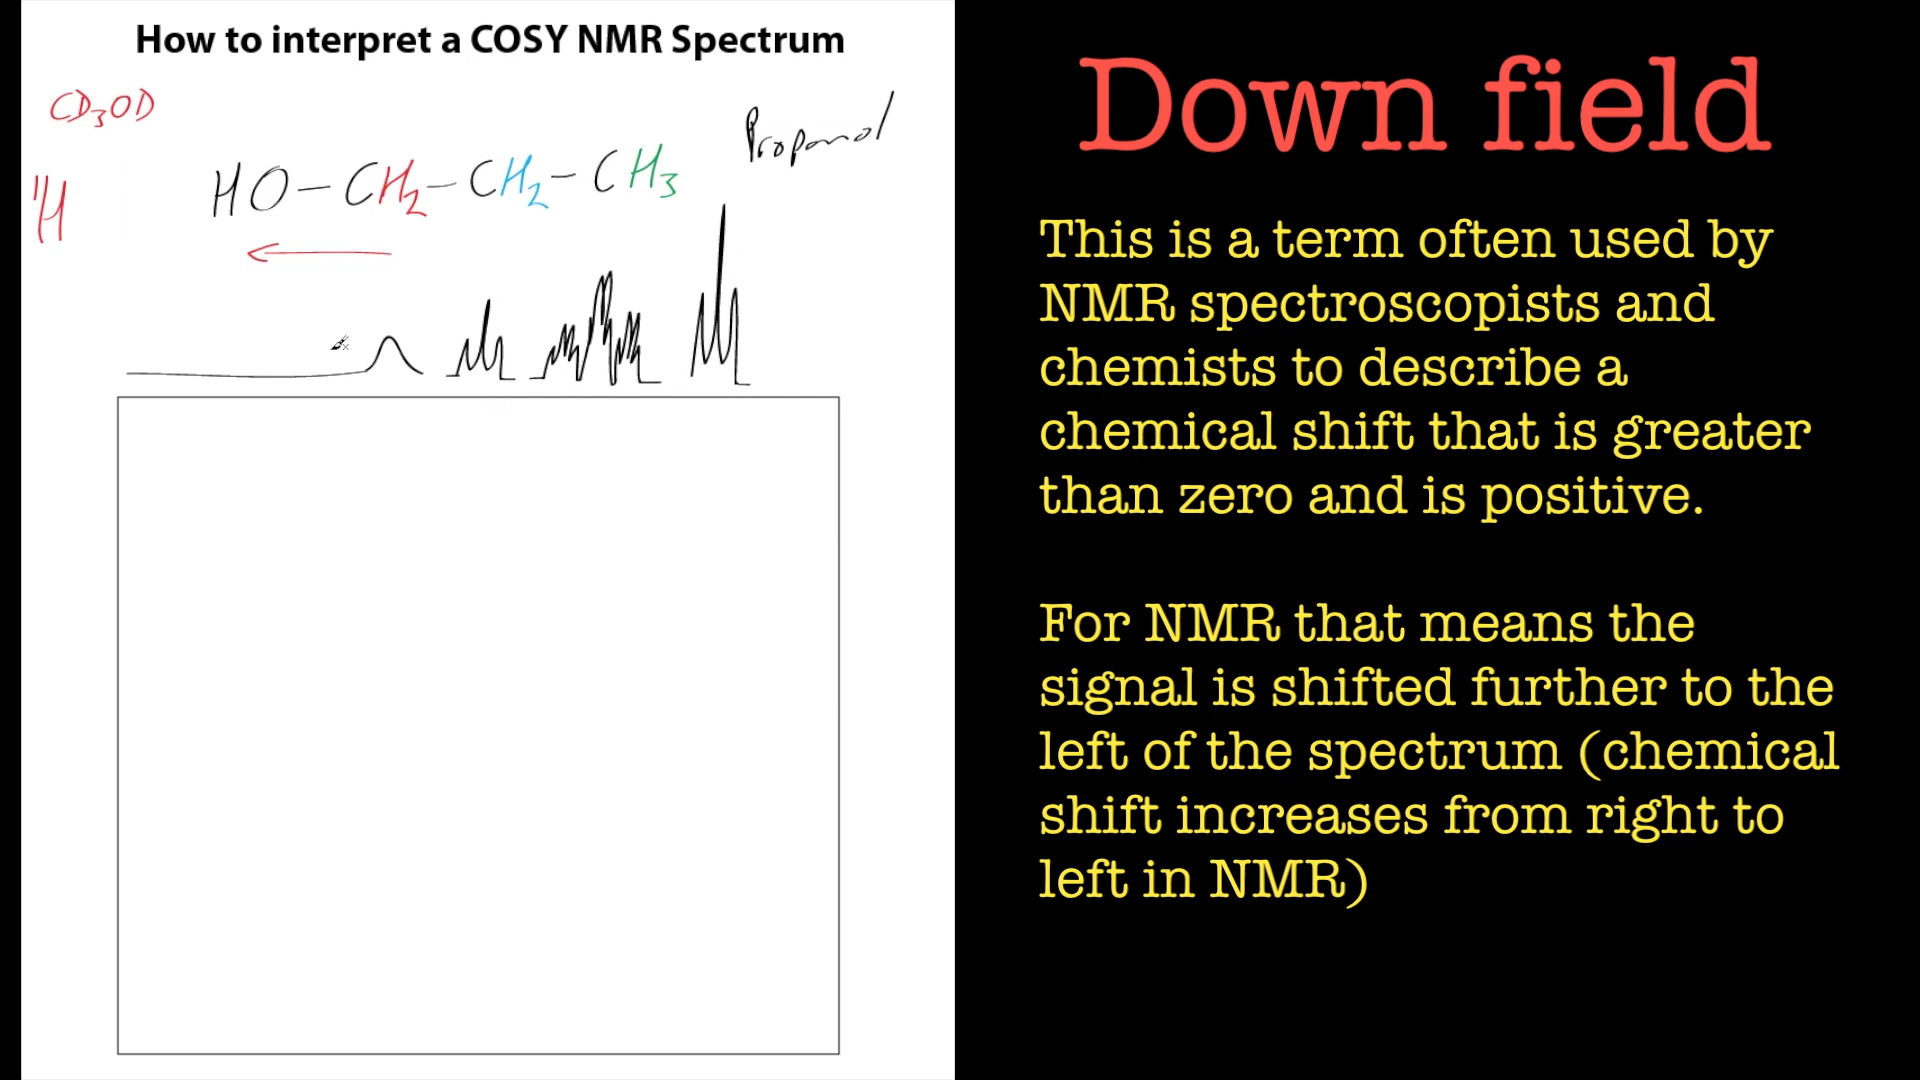 How to interpret a COSY NMR Spectrum
CD₃OD
Propanol
HO-CH₂-CH₂-CH₃
¹H
Down field
This is a term often used by
NMR spectroscopists and
chemists to describe a
chemical shift that is greater
than zero and is positive.
For NMR that means the
signal is shifted further to the
left of the spectrum (chemical
shift increases from right to
left in NMR)